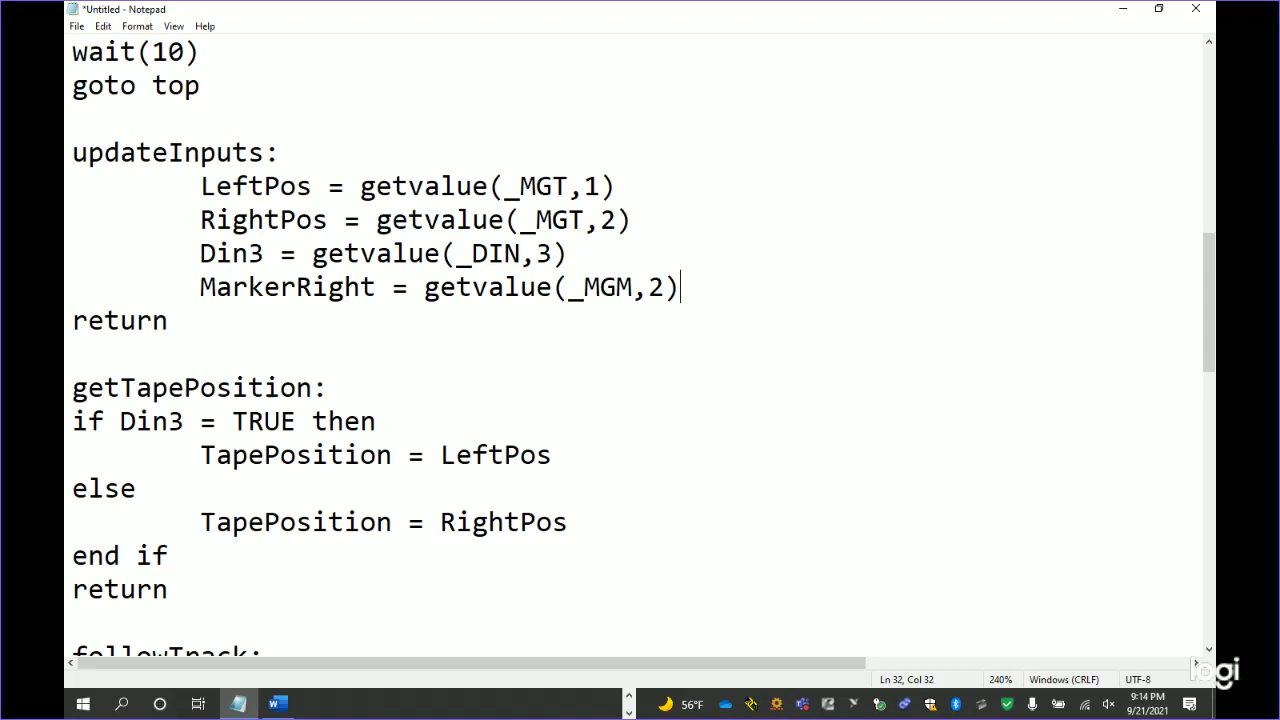 *Untitled - Notepad
File Edit Format View Help
wait(10)
goto top
updateInputs:
LeftPos = getvalue(_MGT,1)
RightPos = getvalue(_MGT,2)
Din3 = getvalue(_DIN,3)
MarkerRight = getvalue(_MGM,2)
return
getTapePosition:
if Din3 = TRUE then
TapePosition = LeftPos
else
TapePosition = RightPos
end if
return
followTrack:
Ln 32, Col 32 240% Windows (CRLF) UTF-8
logi
56°F
9:14 PM
9/21/2021